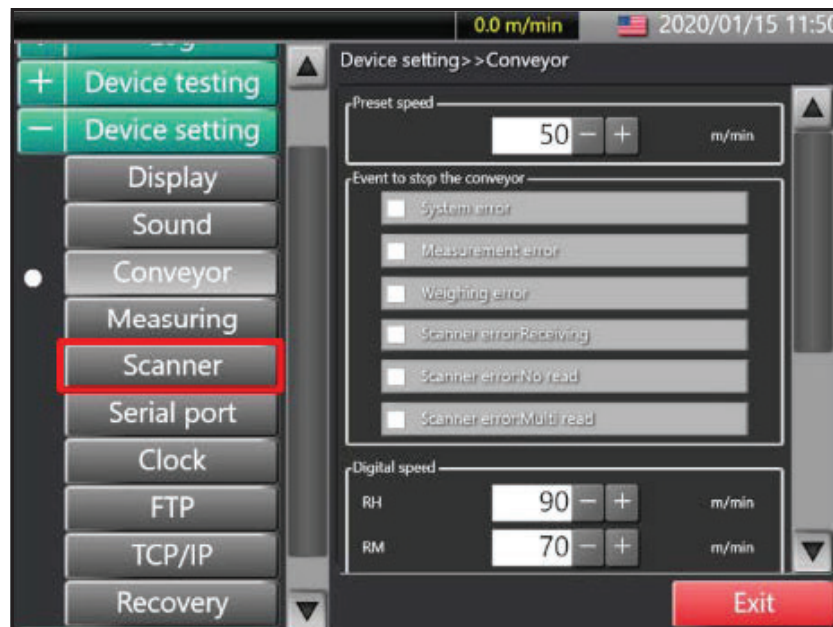 0.0 m/min
2020/01/15 11:50
Log
+ Device testing
− Device setting
Display
Sound
Conveyor
Measuring
Scanner
Serial port
Clock
FTP
TCP/IP
Recovery
Device setting>>Conveyor
Preset speed
50 − + m/min
Event to stop the conveyor
System error
Measurement error
Weighing error
Scanner error:Receiving
Scanner error:No read
Scanner error:Multi read
Digital speed
RH 90 − + m/min
RM 70 − + m/min
Exit